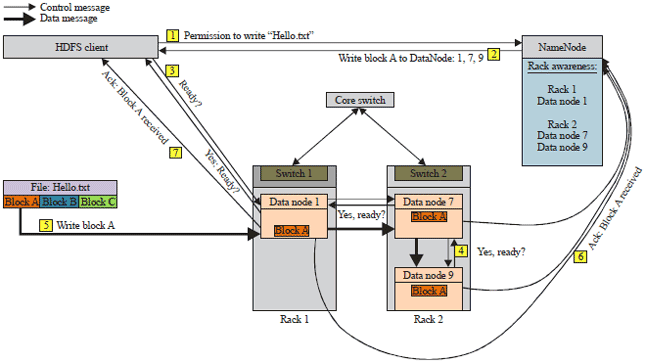 Control message
Data message
1 Permission to write “Hello.txt”
HDFS client
NameNode
Write block A to DataNode: 1, 7, 9 2
Rack awareness:
Rack 1
Data node 1
Rack 2
Data node 7
Data node 9
3 Ready?
Ack: Block A received
7
Yes: Ready?
Core switch
Switch 1
Switch 2
File: Hello.txt
Block A Block B Block C
Data node 1
Data node 7
Yes, ready?
Block A
Block A
5 Write block A
4 Yes, ready?
6 Ack: Block A received
Data node 9
Block A
Rack 1
Rack 2